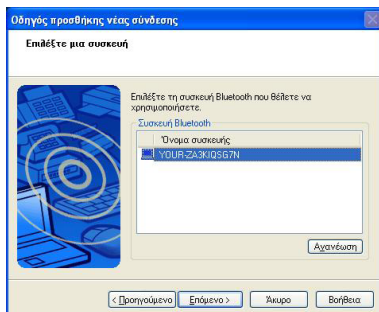 Οδηγός προσθήκης νέας σύνδεσης
Επιλέξτε μια συσκευή
Επιλέξτε τη συσκευή Bluetooth που θέλετε να
χρησιμοποιήσετε.
Συσκευή Bluetooth
Όνομα συσκευής
YOUR-ZA3KIQSG7N
Αχανέωση
< Προηγούμενο
Επόμενο >
Άκυρο
Βοήθεια